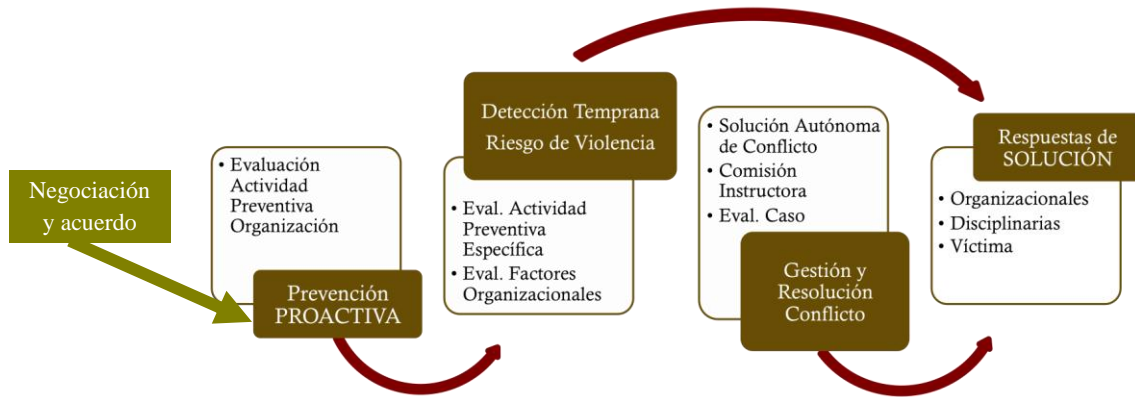 Negociación
y acuerdo
• Evaluación
Actividad
Preventiva
Organización
Prevención
PROACTIVA
Detección Temprana
Riesgo de Violencia
• Eval. Actividad
Preventiva
Específica
• Eval. Factores
Organizacionales
• Solución Autónoma
de Conflicto
• Comisión
Instructora
• Eval. Caso
Gestión y
Resolución
Conflicto
Respuestas de
SOLUCIÓN
• Organizacionales
• Disciplinarias
• Víctima